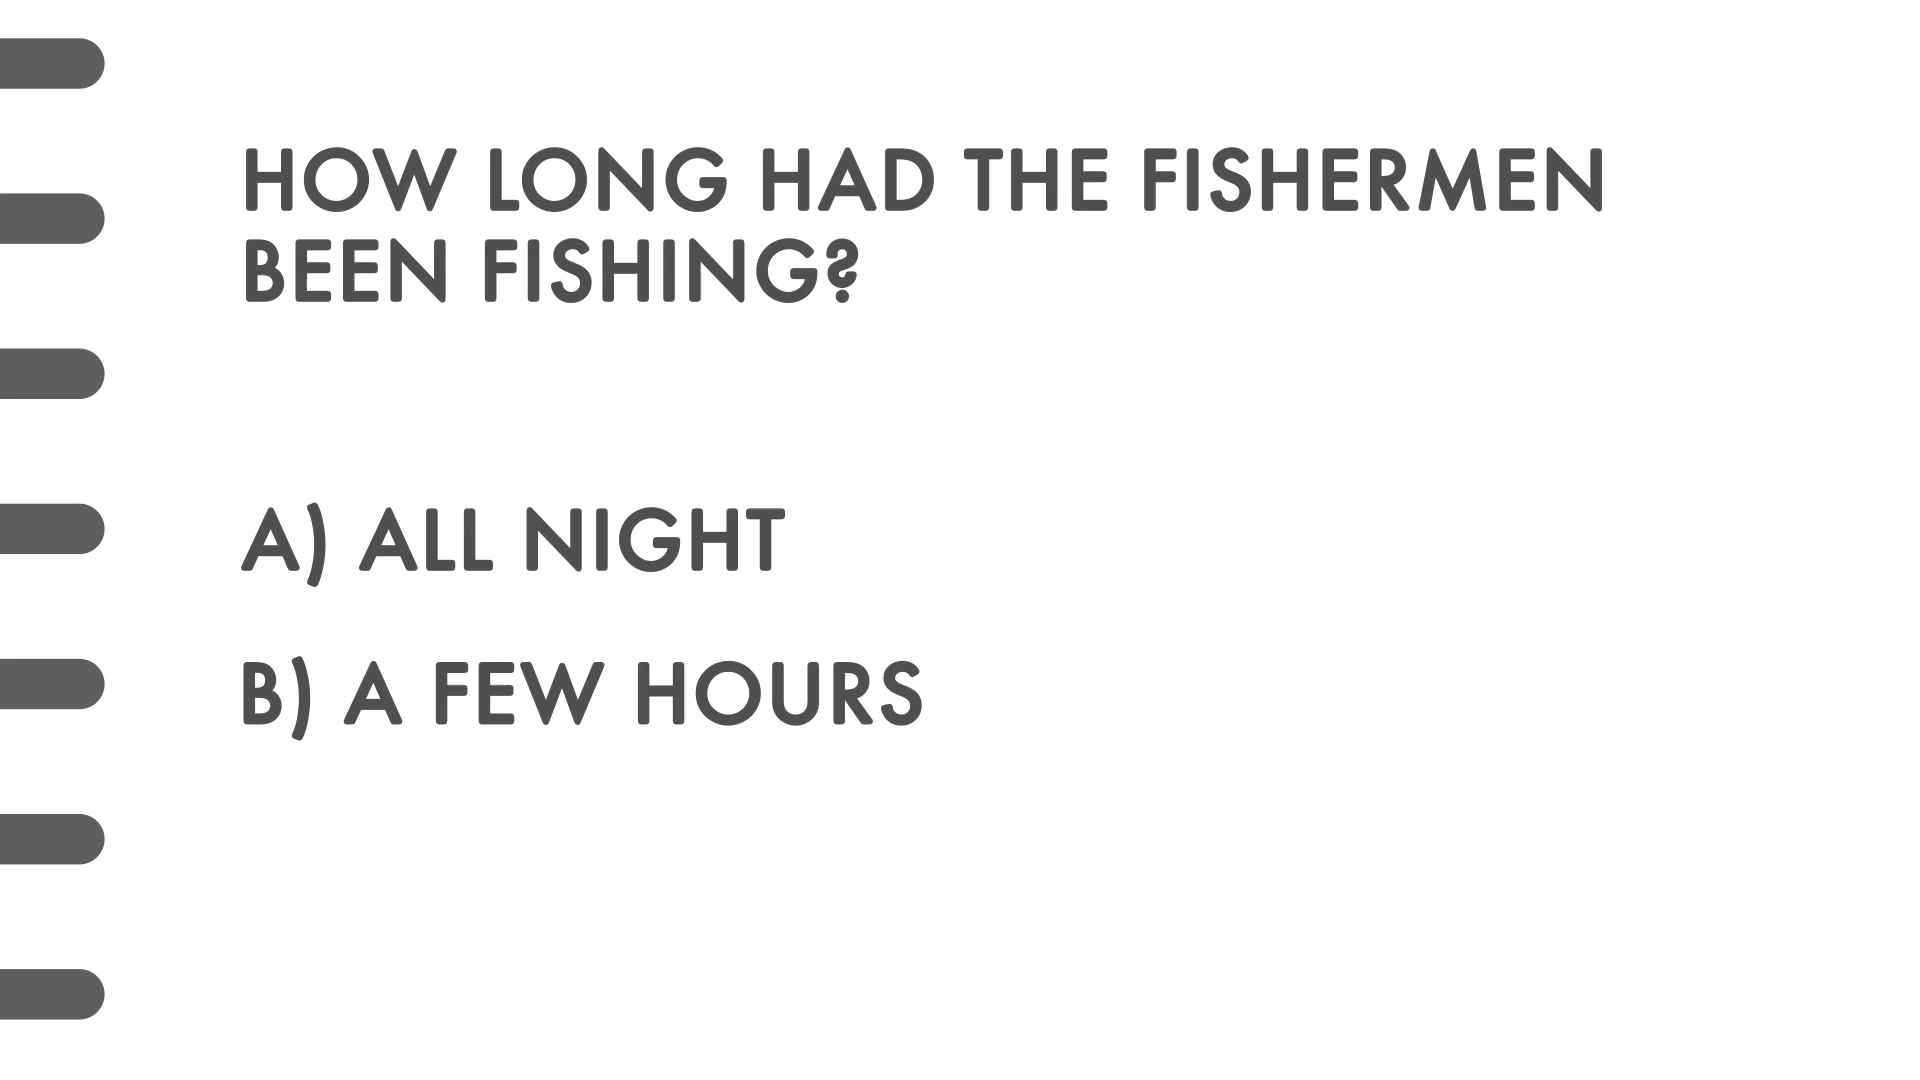 HOW LONG HAD THE FISHERMEN
BEEN FISHING?
A) ALL NIGHT
B) A FEW HOURS